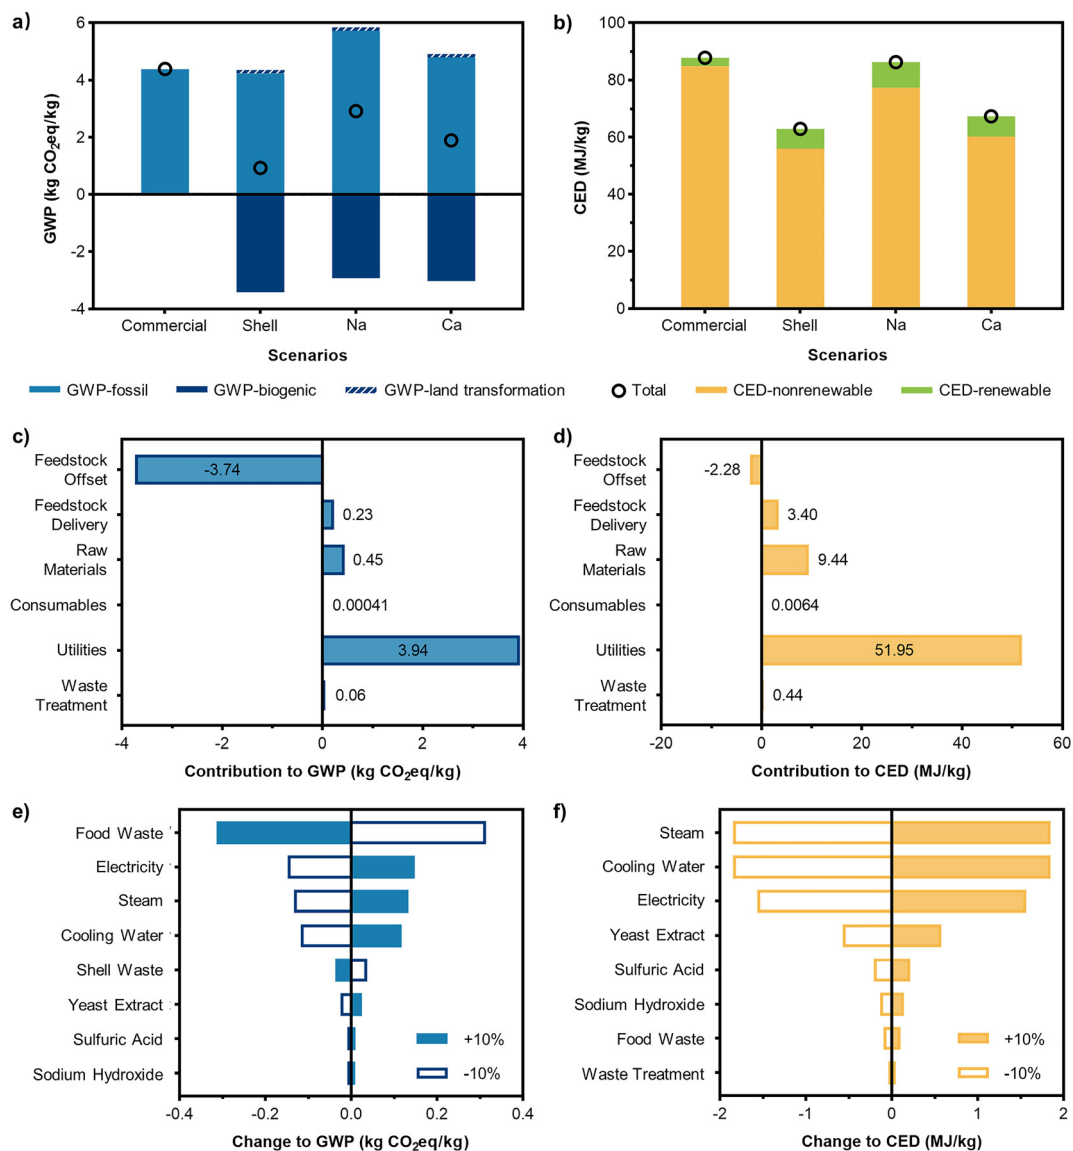 a)
6
4
2
0
-2
-4
GWP (kg CO2eq/kg)
Commercial Shell Na Ca
Scenarios
b)
100
80
60
40
20
0
CED (MJ/kg)
Commercial Shell Na Ca
Scenarios
GWP-fossil GWP-biogenic GWP-land transformation Total CED-nonrenewable CED-renewable
c)
Feedstock
Offset
-3.74
Feedstock
Delivery
0.23
Raw
Materials
0.45
Consumables 0.00041
Utilities 3.94
Waste
Treatment
0.06
-4 -2 0 2 4
Contribution to GWP (kg CO2eq/kg)
d)
Feedstock
Offset
-2.28
Feedstock
Delivery
3.40
Raw
Materials
9.44
Consumables 0.0064
Utilities 51.95
Waste
Treatment
0.44
-20 0 20 40 60
Contribution to CED (MJ/kg)
e)
Food Waste
Electricity
Steam
Cooling Water
Shell Waste
Yeast Extract
Sulfuric Acid
Sodium Hydroxide
+10%
-10%
-0.4 -0.2 0.0 0.2 0.4
Change to GWP (kg CO2eq/kg)
f)
Steam
Cooling Water
Electricity
Yeast Extract
Sulfuric Acid
Sodium Hydroxide
Food Waste
Waste Treatment
+10%
-10%
-2 -1 0 1 2
Change to CED (MJ/kg)